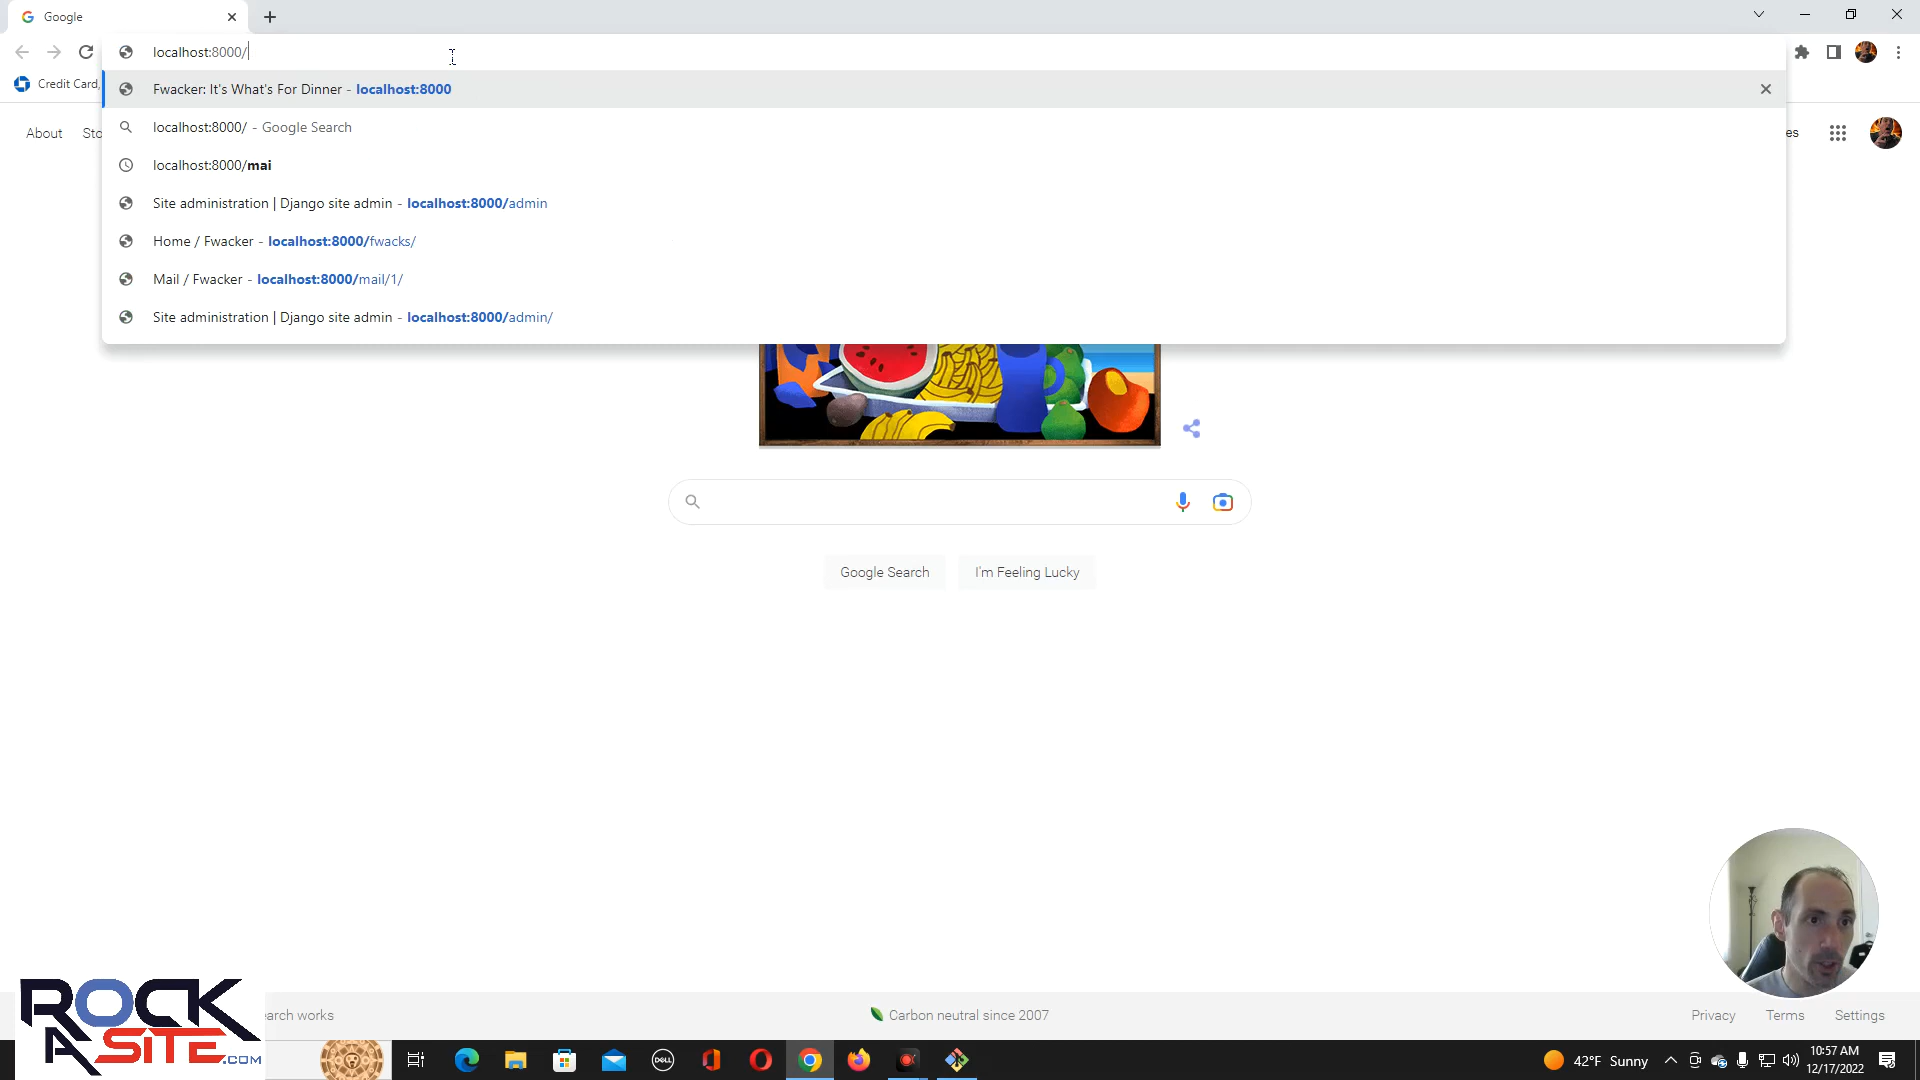 Google
localhost:8000/
Fwacker: It's What's For Dinner - localhost:8000
Credit Card,
localhost:8000/ - Google Search
About
localhost:8000/mai
Site administration | Django site admin - localhost:8000/admin
Home / Fwacker - localhost:8000/fwacks/
Mail / Fwacker - localhost:8000/mail/1/
Site administration | Django site admin - localhost:8000/admin/
Google Search
I'm Feeling Lucky
Carbon neutral since 2007
Privacy
Terms
Settings
works
ROCK
A SITE.COM
DELL
42°F Sunny
10:57 AM
12/17/2022